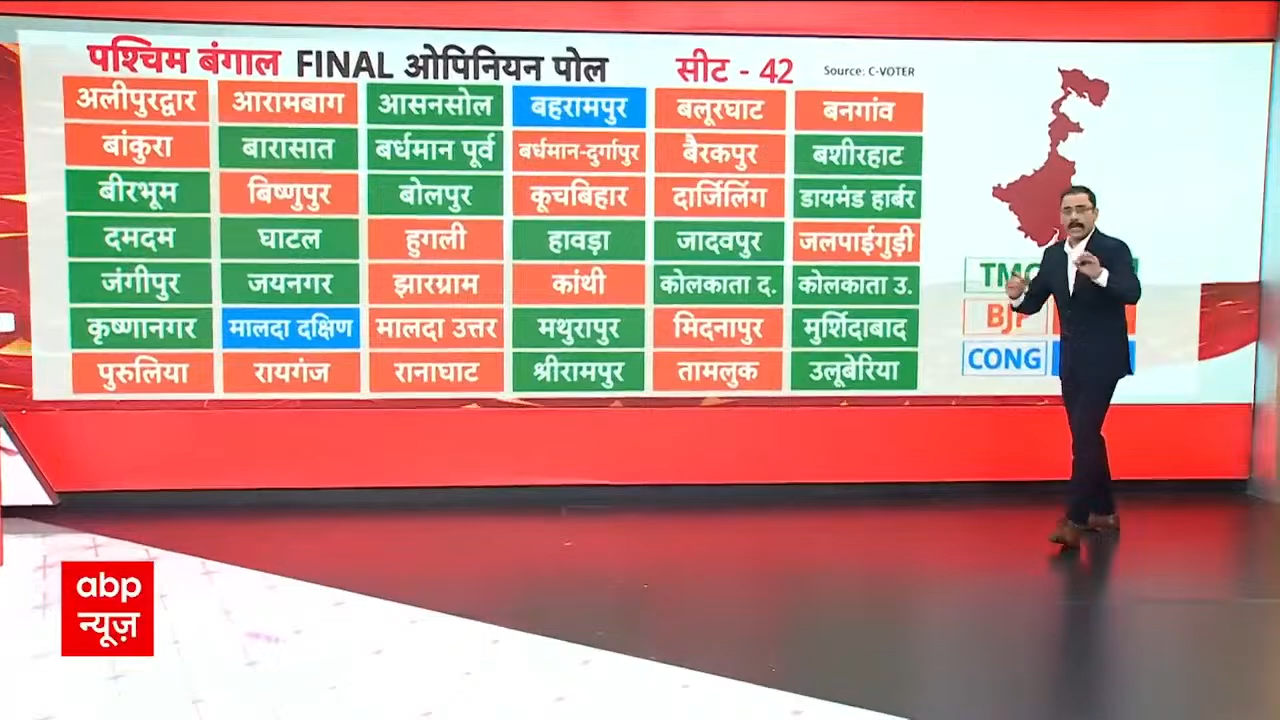 पश्चिम बंगाल FINAL ओपिनियन पोल सीट - 42 Source: C-VOTER
अलीपुरद्वार आरामबाग आसनसोल बहरामपुर बलूरघाट बनगांव
बांकुरा बारासात बर्धमान पूर्व बर्धमान-दुर्गापुर बैरकपुर बशीरहाट
बीरभूम बिष्णुपुर बोलपुर कूचबिहार दार्जिलिंग डायमंड हार्बर
दमदम घाटल हुगली हावड़ा जादवपुर जलपाईगुड़ी
जंगीपुर जयनगर झारग्राम कांथी कोलकाता द. कोलकाता उ.
कृष्णानगर मालदा दक्षिण मालदा उत्तर मथुरापुर मिदनापुर मुर्शिदाबाद
पुरुलिया रायगंज रानाघाट श्रीरामपुर तामलुक उलूबेरिया
TMC
BJP
CONG
abp
न्यूज़